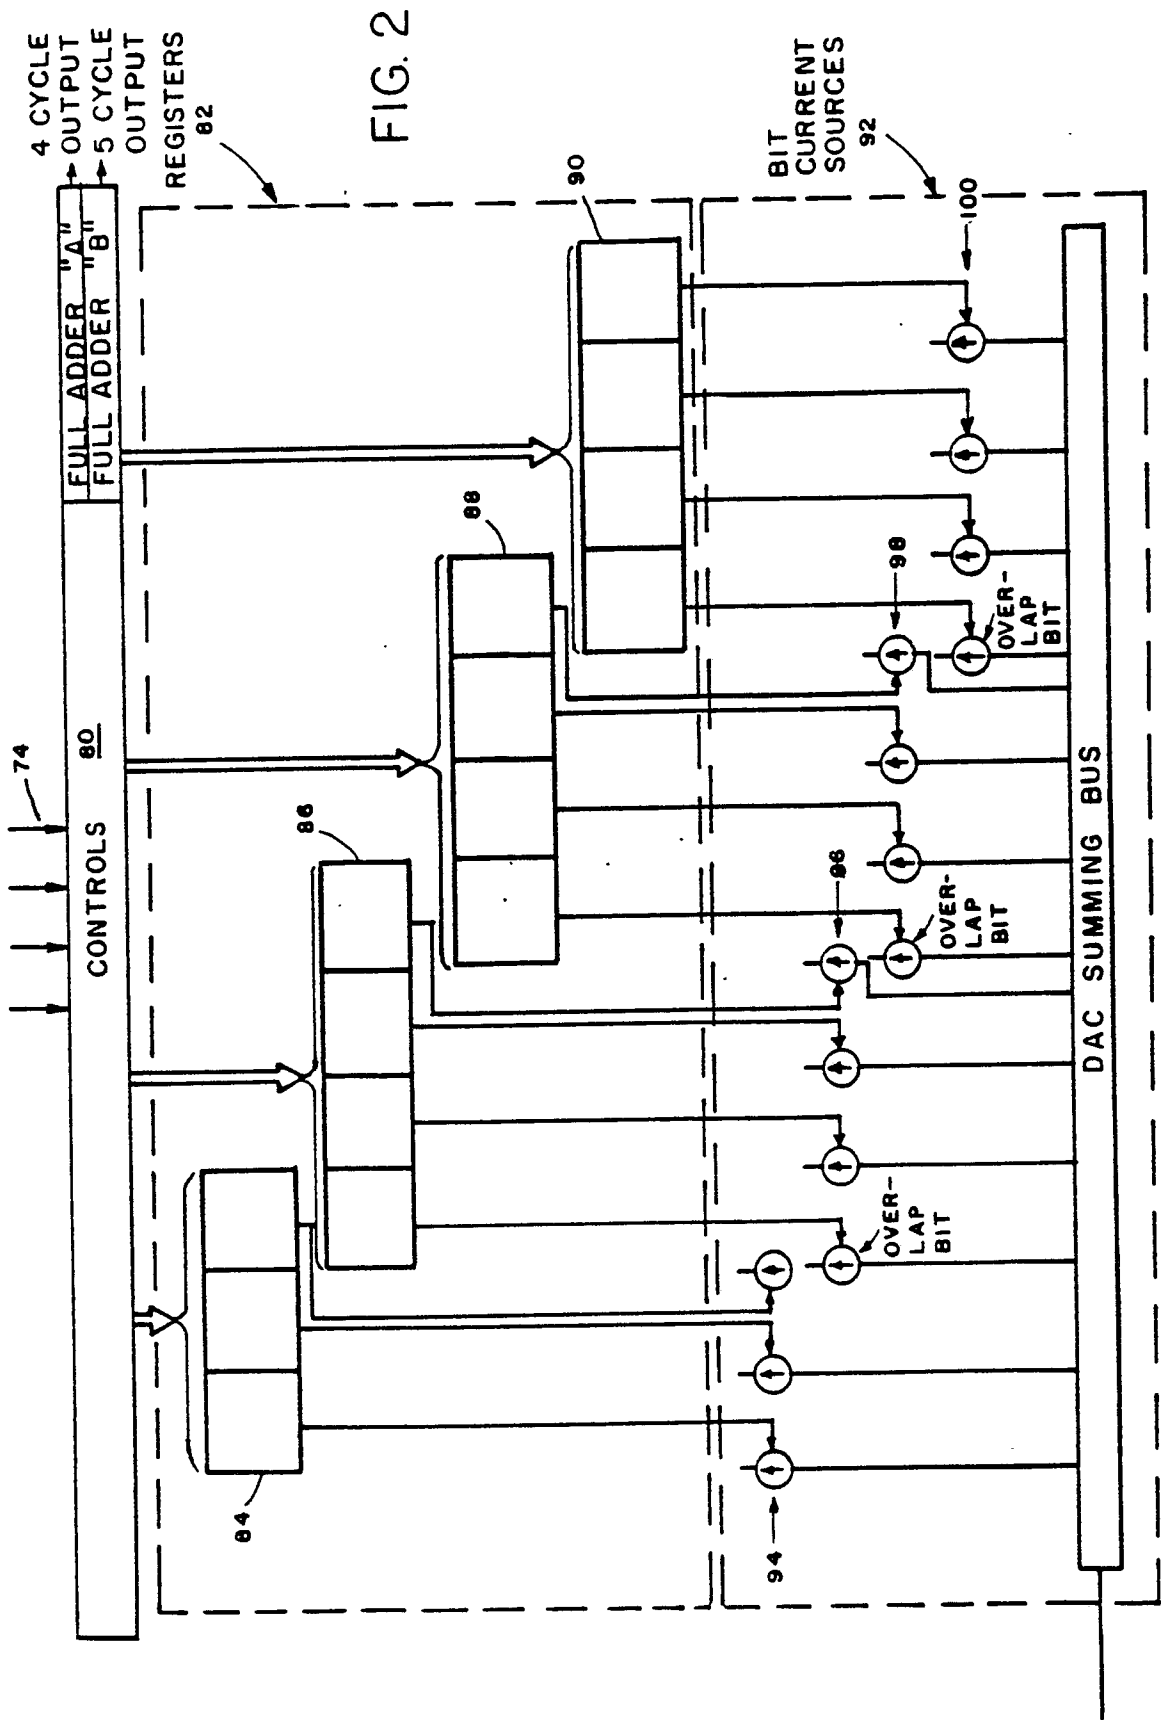 4 CYCLE
OUTPUT
5 CYCLE
OUTPUT
FULL ADDER "A"
FULL ADDER "B"
74
CONTROLS 80
REGISTERS
82
FIG. 2
84
86
88
90
BIT
CURRENT
SOURCES
92
94
96
98
100
OVER-
LAP
BIT
OVER-
LAP
BIT
OVER-
LAP
BIT
DAC SUMMING BUS